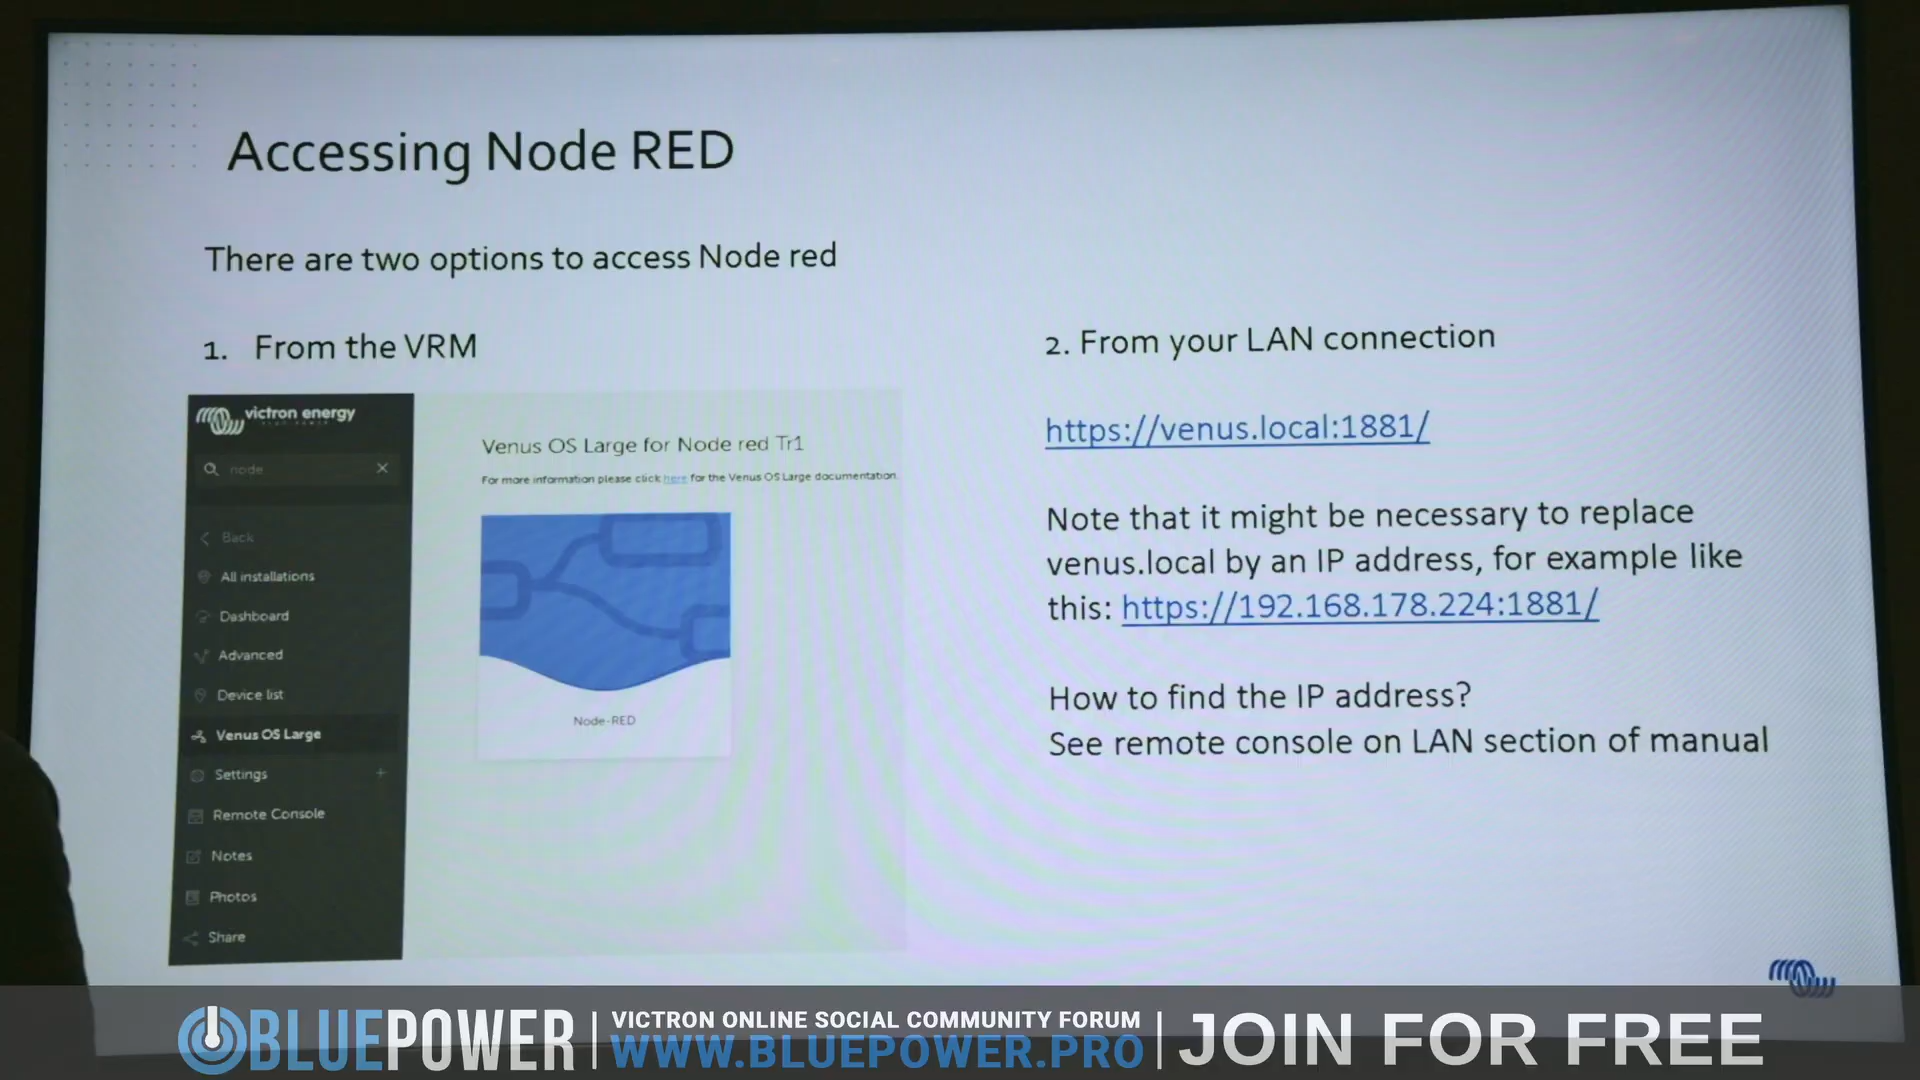 Accessing Node RED
There are two options to access Node red
1. From the VRM
victron energy
node
Back
All installations
Dashboard
Advanced
Device list
Venus OS Large
Settings
Remote Console
Notes
Photos
Share
Venus OS Large for Node red Tr1
For more information please click here for the Venus OS Large documentation.
Node-RED
2. From your LAN connection
https://venus.local:1881/
Note that it might be necessary to replace
venus.local by an IP address, for example like
this: https://192.168.178.224:1881/
How to find the IP address?
See remote console on LAN section of manual
BLUEPOWER
VICTRON ONLINE SOCIAL COMMUNITY FORUM
WWW.BLUEPOWER.PRO
JOIN FOR FREE